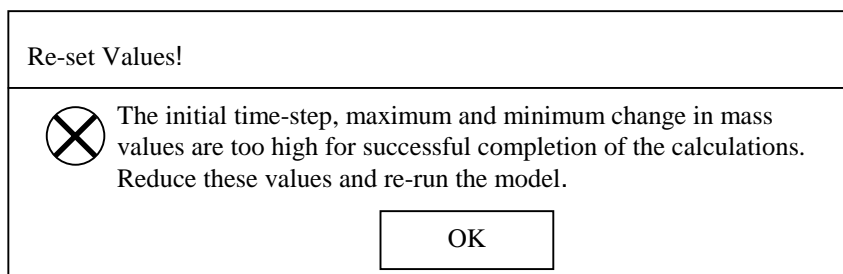 Re-set Values!
The initial time-step, maximum and minimum change in mass
values are too high for successful completion of the calculations.
Reduce these values and re-run the model.
OK